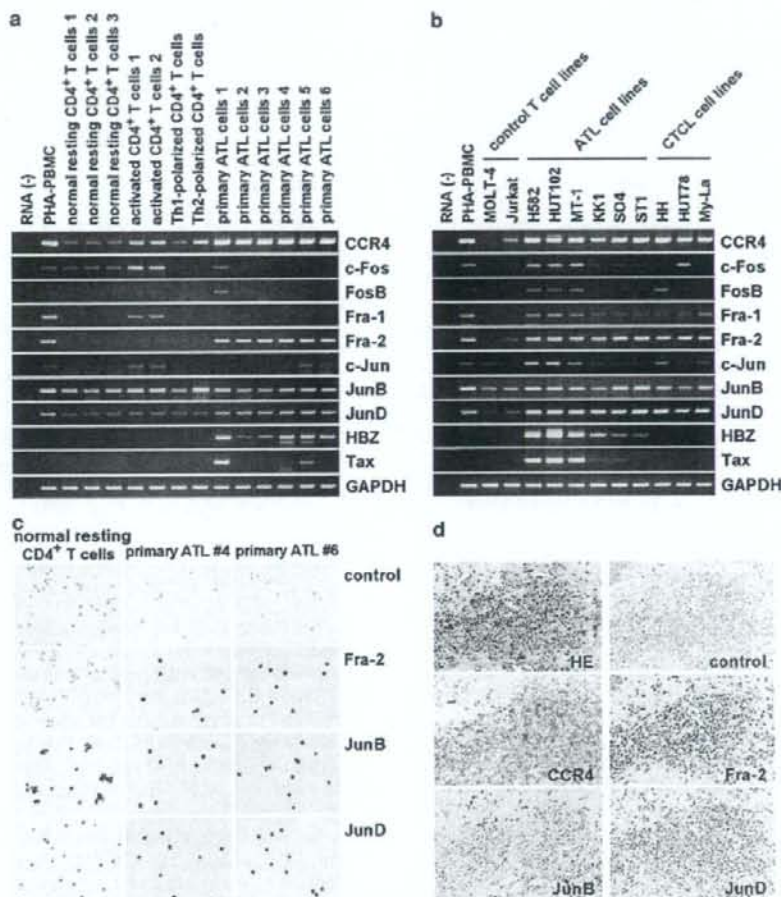 a
RNA (-)
PHA-PBMC
normal resting CD4+ T cells 1
normal resting CD4+ T cells 2
normal resting CD4+ T cells 3
activated CD4+ T cells 1
activated CD4+ T cells 2
Th1-polarized CD4+ T cells
Th2-polarized CD4+ T cells
primary ATL cells 1
primary ATL cells 2
primary ATL cells 3
primary ATL cells 4
primary ATL cells 5
primary ATL cells 6
CCR4
c-Fos
FosB
Fra-1
Fra-2
c-Jun
JunB
JunD
HBZ
Tax
GAPDH
b
control T cell lines
ATL cell lines
CTCL cell lines
RNA (-)
PHA-PBMC
MOLT-4
Jurkat
H582
HUT102
MT-1
KK1
SO4
ST1
HH
HUT78
My-La
CCR4
c-Fos
FosB
Fra-1
Fra-2
c-Jun
JunB
JunD
HBZ
Tax
GAPDH
c
normal resting
CD4+ T cells primary ATL #4 primary ATL #6
control
Fra-2
JunB
JunD
d
HE control
CCR4 Fra-2
JunB JunD